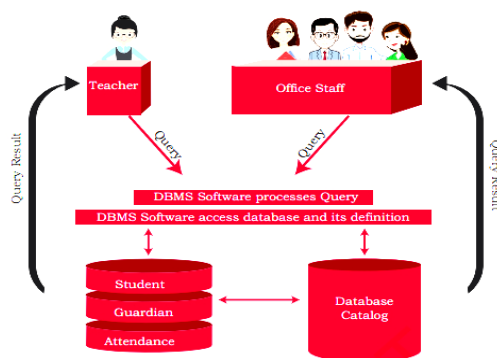 Teacher
Office Staff
Query Result
Query
Query
Query Result
DBMS Software processes Query
DBMS Software access database and its definition
Student
Guardian
Attendance
Database
Catalog